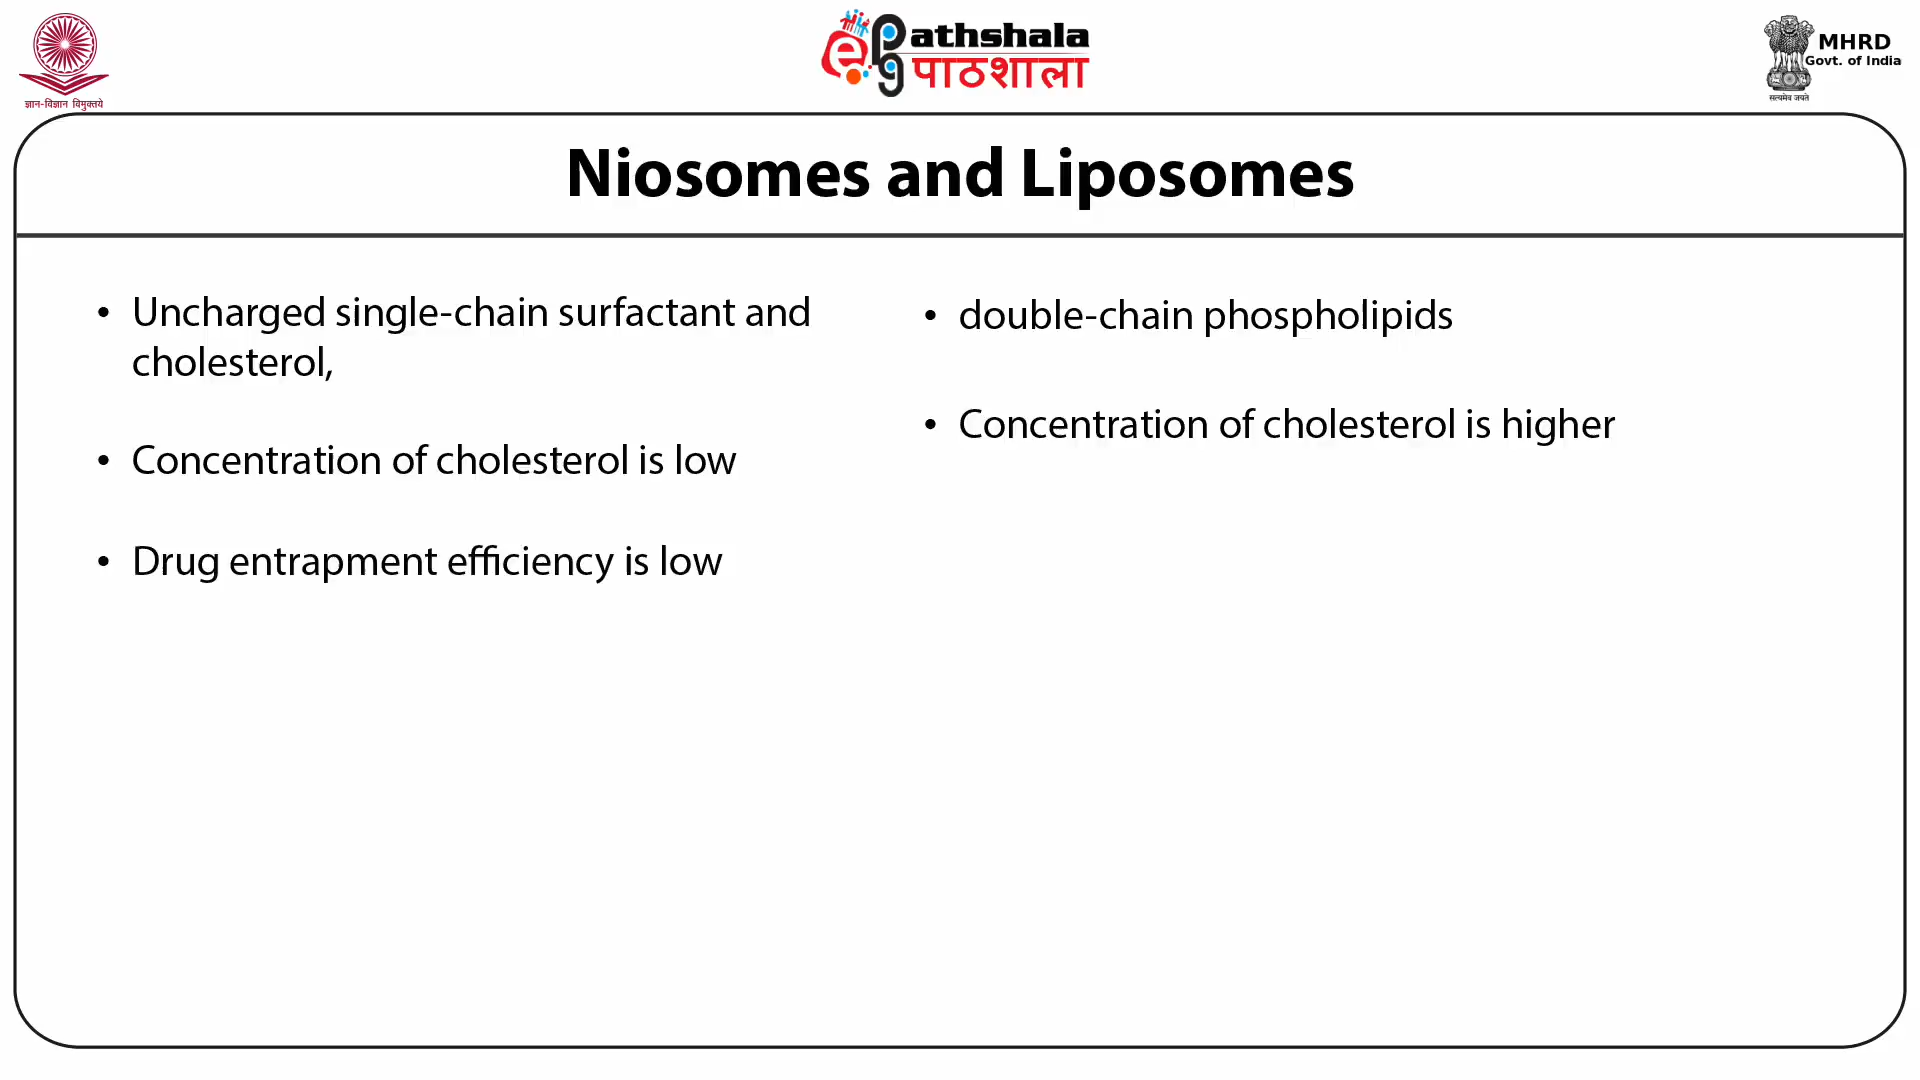 ज्ञान-विज्ञान विमुक्तये
ePg Pathshala
पाठशाला
MHRD
Govt. of India
सत्यमेव जयते
Niosomes and Liposomes
• Uncharged single-chain surfactant and
cholesterol,
• Concentration of cholesterol is low
• Drug entrapment efficiency is low
• double-chain phospholipids
• Concentration of cholesterol is higher